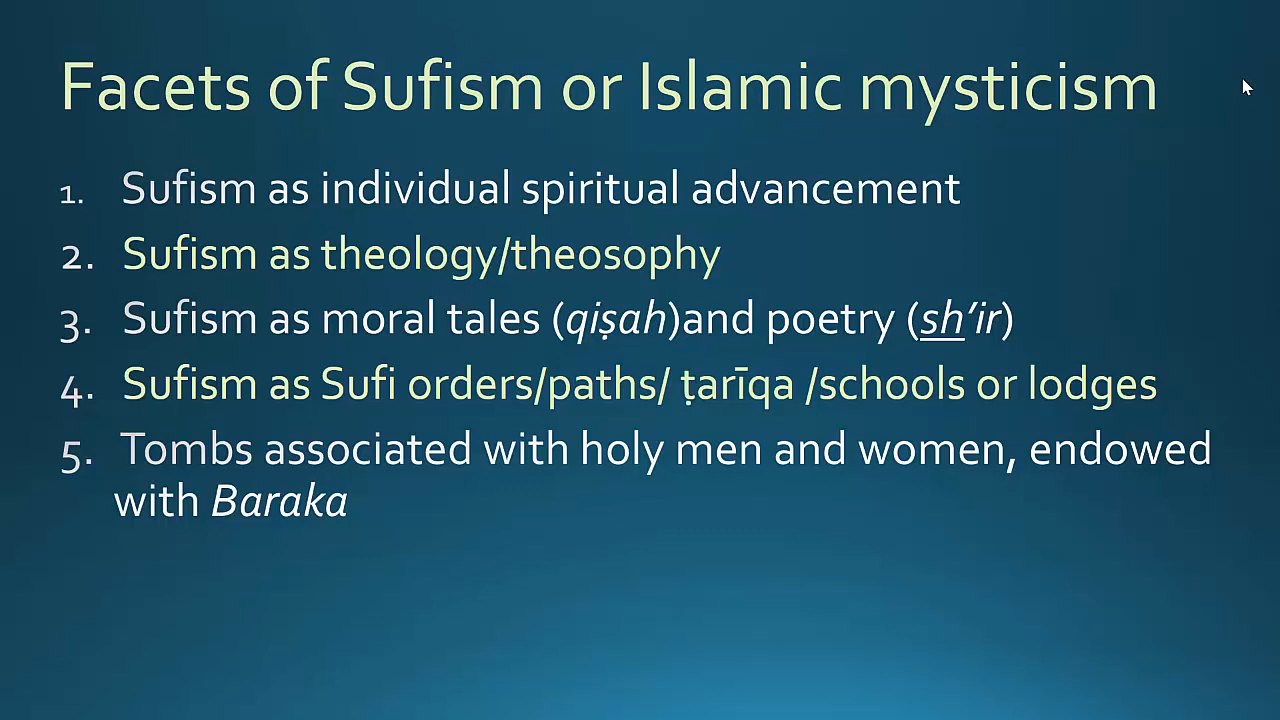 Facets of Sufism or Islamic mysticism
1. Sufism as individual spiritual advancement
2. Sufism as theology/theosophy
3. Sufism as moral tales (qiṣah)and poetry (sh’ir)
4. Sufism as Sufi orders/paths/ ṭarīqa /schools or lodges
5. Tombs associated with holy men and women, endowed
with Baraka